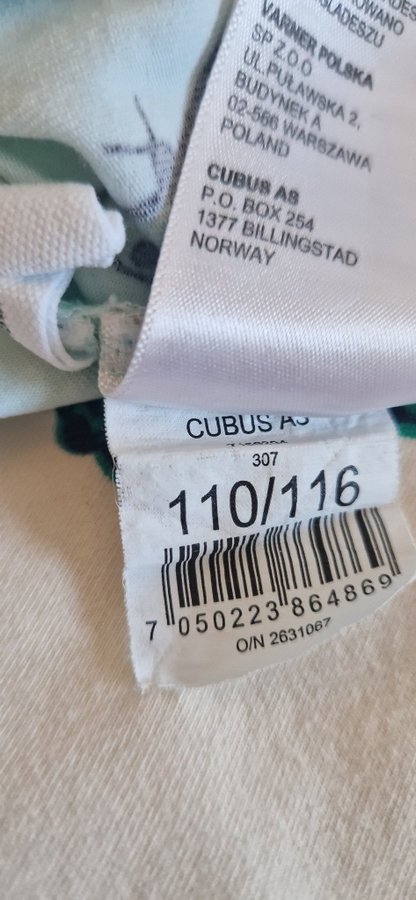 VARNER POLSKA
SP Z.O.O
UL PUŁAWSKA 2,
BUDYNEK A
02-566 WARSZAWA
POLAND
CUBUS AS
P.O. BOX 254
1377 BILLINGSTAD
NORWAY
CUBUS AS
307
110/116
7 050223 864869
O/N 2631067